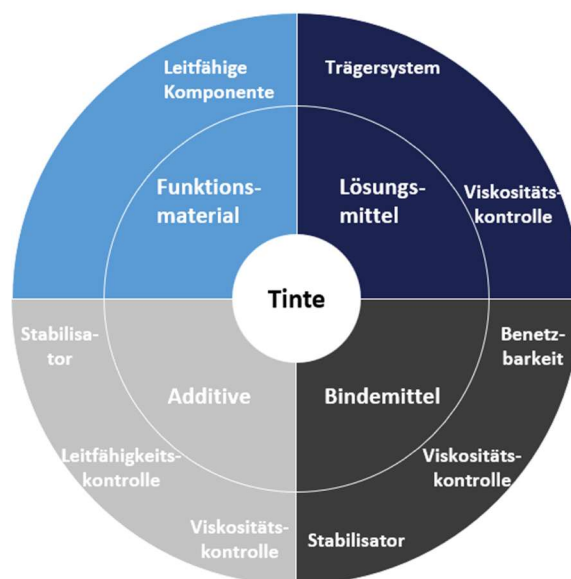 Leitfähige
Komponente
Trägersystem
Funktions-
material
Lösungs-
mittel
Viskositäts-
kontrolle
Tinte
Stabilisa-
tor
Benetz-
barkeit
Additive
Bindemittel
Leitfähigkeits-
kontrolle
Viskositäts-
kontrolle
Viskositäts-
kontrolle
Stabilisator